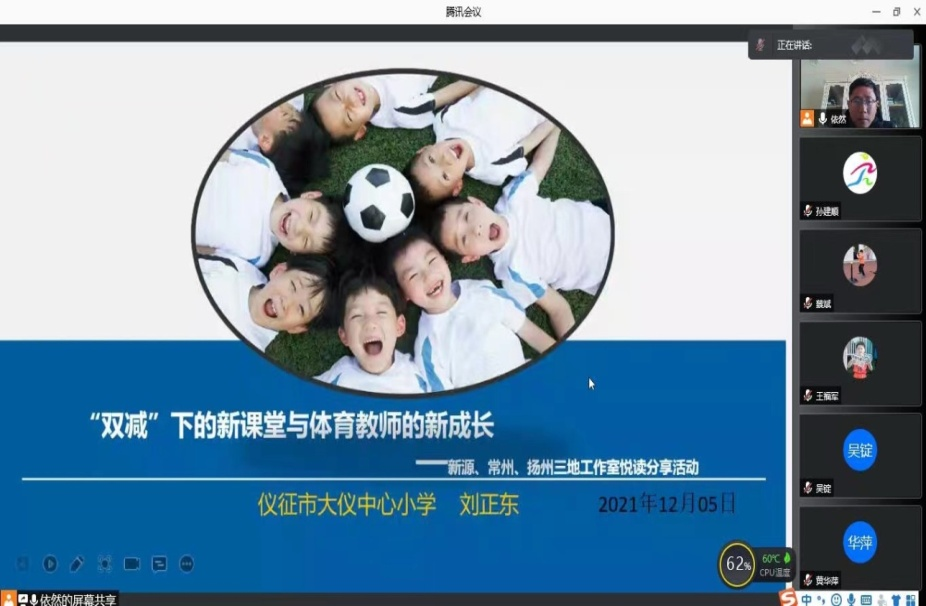 腾讯会议
正在讲话:
依然
孙建顺
王福军
吴锭
吴锭
华萍
黄华萍
“双减”下的新课堂与体育教师的新成长
——新源、常州、扬州三地工作室悦读分享活动
仪征市大仪中心小学 刘正东 2021年12月05日
62%
60℃
CPU温度
依然的屏幕共享
中